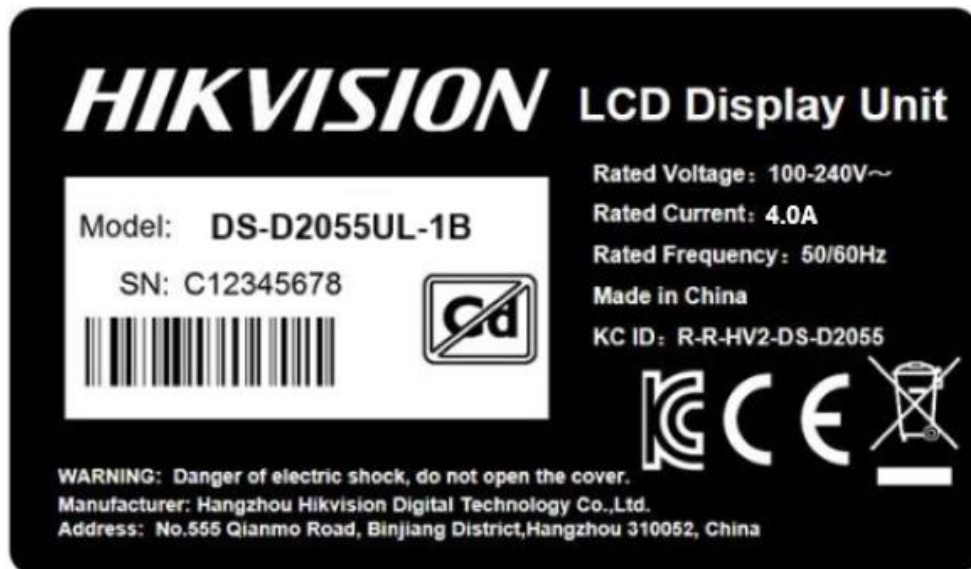 HIKVISION LCD Display Unit
Model: DS-D2055UL-1B
SN: C12345678
Cd
Rated Voltage: 100-240V~
Rated Current: 4.0A
Rated Frequency: 50/60Hz
Made in China
KC ID: R-R-HV2-DS-D2055
KC CE
WARNING: Danger of electric shock, do not open the cover.
Manufacturer: Hangzhou Hikvision Digital Technology Co.,Ltd.
Address: No.555 Qianmo Road, Binjiang District,Hangzhou 310052, China